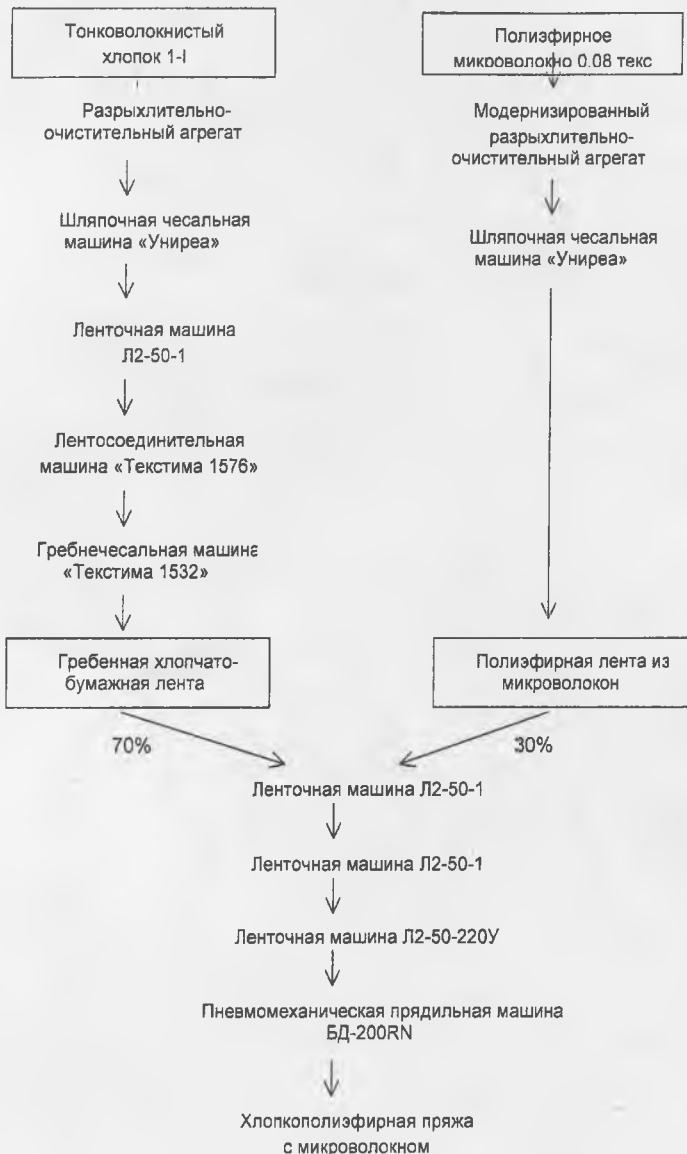 Тонковолокнистый
хлопок 1-I
Разрыхлительно-
очистительный агрегат
Шляпочная чесальная
машина «Униреа»
Ленточная машина
Л2-50-1
Лентосоединительная
машина «Текстима 1576»
Гребнечесальная машина
«Текстима 1532»
Гребенная хлопчато-
бумажная лента
Полиэфирное
микроволокно 0.08 текс
Модернизированный
разрыхлительно-
очистительный агрегат
Шляпочная чесальная
машина «Униреа»
Полиэфирная лента из
микроволокон
70%
30%
Ленточная машина Л2-50-1
Ленточная машина Л2-50-1
Ленточная машина Л2-50-220У
Пневмомеханическая прядильная машина
БД-200RN
Хлопкополиэфирная пряжа
с микроволокном